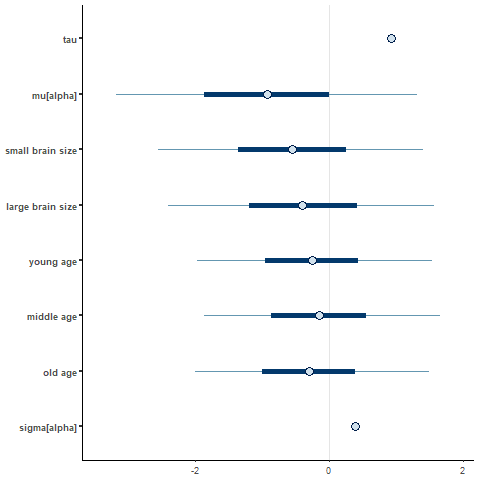 tau
mu[alpha]
small brain size
large brain size
young age
middle age
old age
sigma[alpha]
-2 0 2